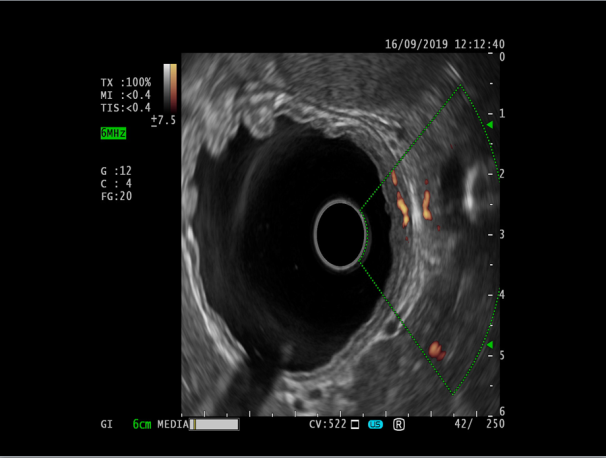 16/09/2019 12:12:40
TX :100%
MI :<0.4
TIS:<0.4
±7.5
6MHz
G :12
C : 4
FG:20
0
1
2
3
4
5
6
GI 6cm MEDIA CV:522 US R 42/ 250